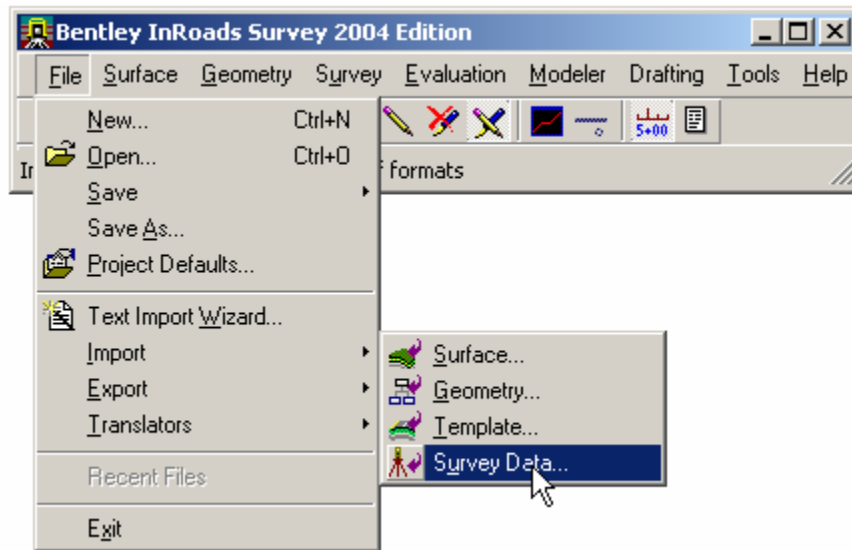 Bentley InRoads Survey 2004 Edition
File Surface Geometry Survey Evaluation Modeler Drafting Tools Help
New... Ctrl+N
5+00
Open... Ctrl+O
formats
Save
Save As...
Project Defaults...
Text Import Wizard...
Import
Surface...
Export
Geometry...
Translators
Template...
Survey Data...
Recent Files
Exit